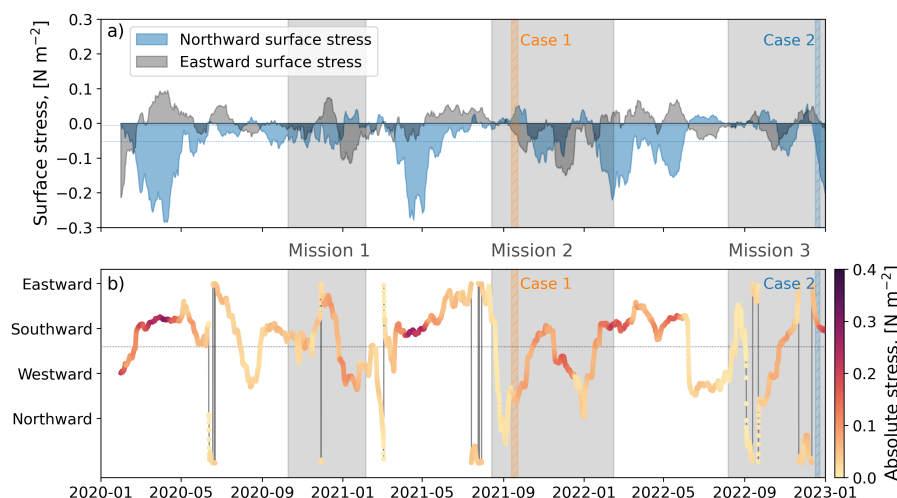 a)
Northward surface stress
Eastward surface stress
Case 1
Case 2
Surface stress, [N m⁻²]
0.3
0.2
0.1
0.0
−0.1
−0.2
−0.3
Mission 1
Mission 2
Mission 3
b)
Case 1
Case 2
Eastward
Southward
Westward
Northward
2020-01
2020-05
2020-09
2021-01
2021-05
2021-09
2022-01
2022-05
2022-09
2023-01
0.4
0.3
0.2
0.1
0.0
Absolute stress, [N m⁻²]